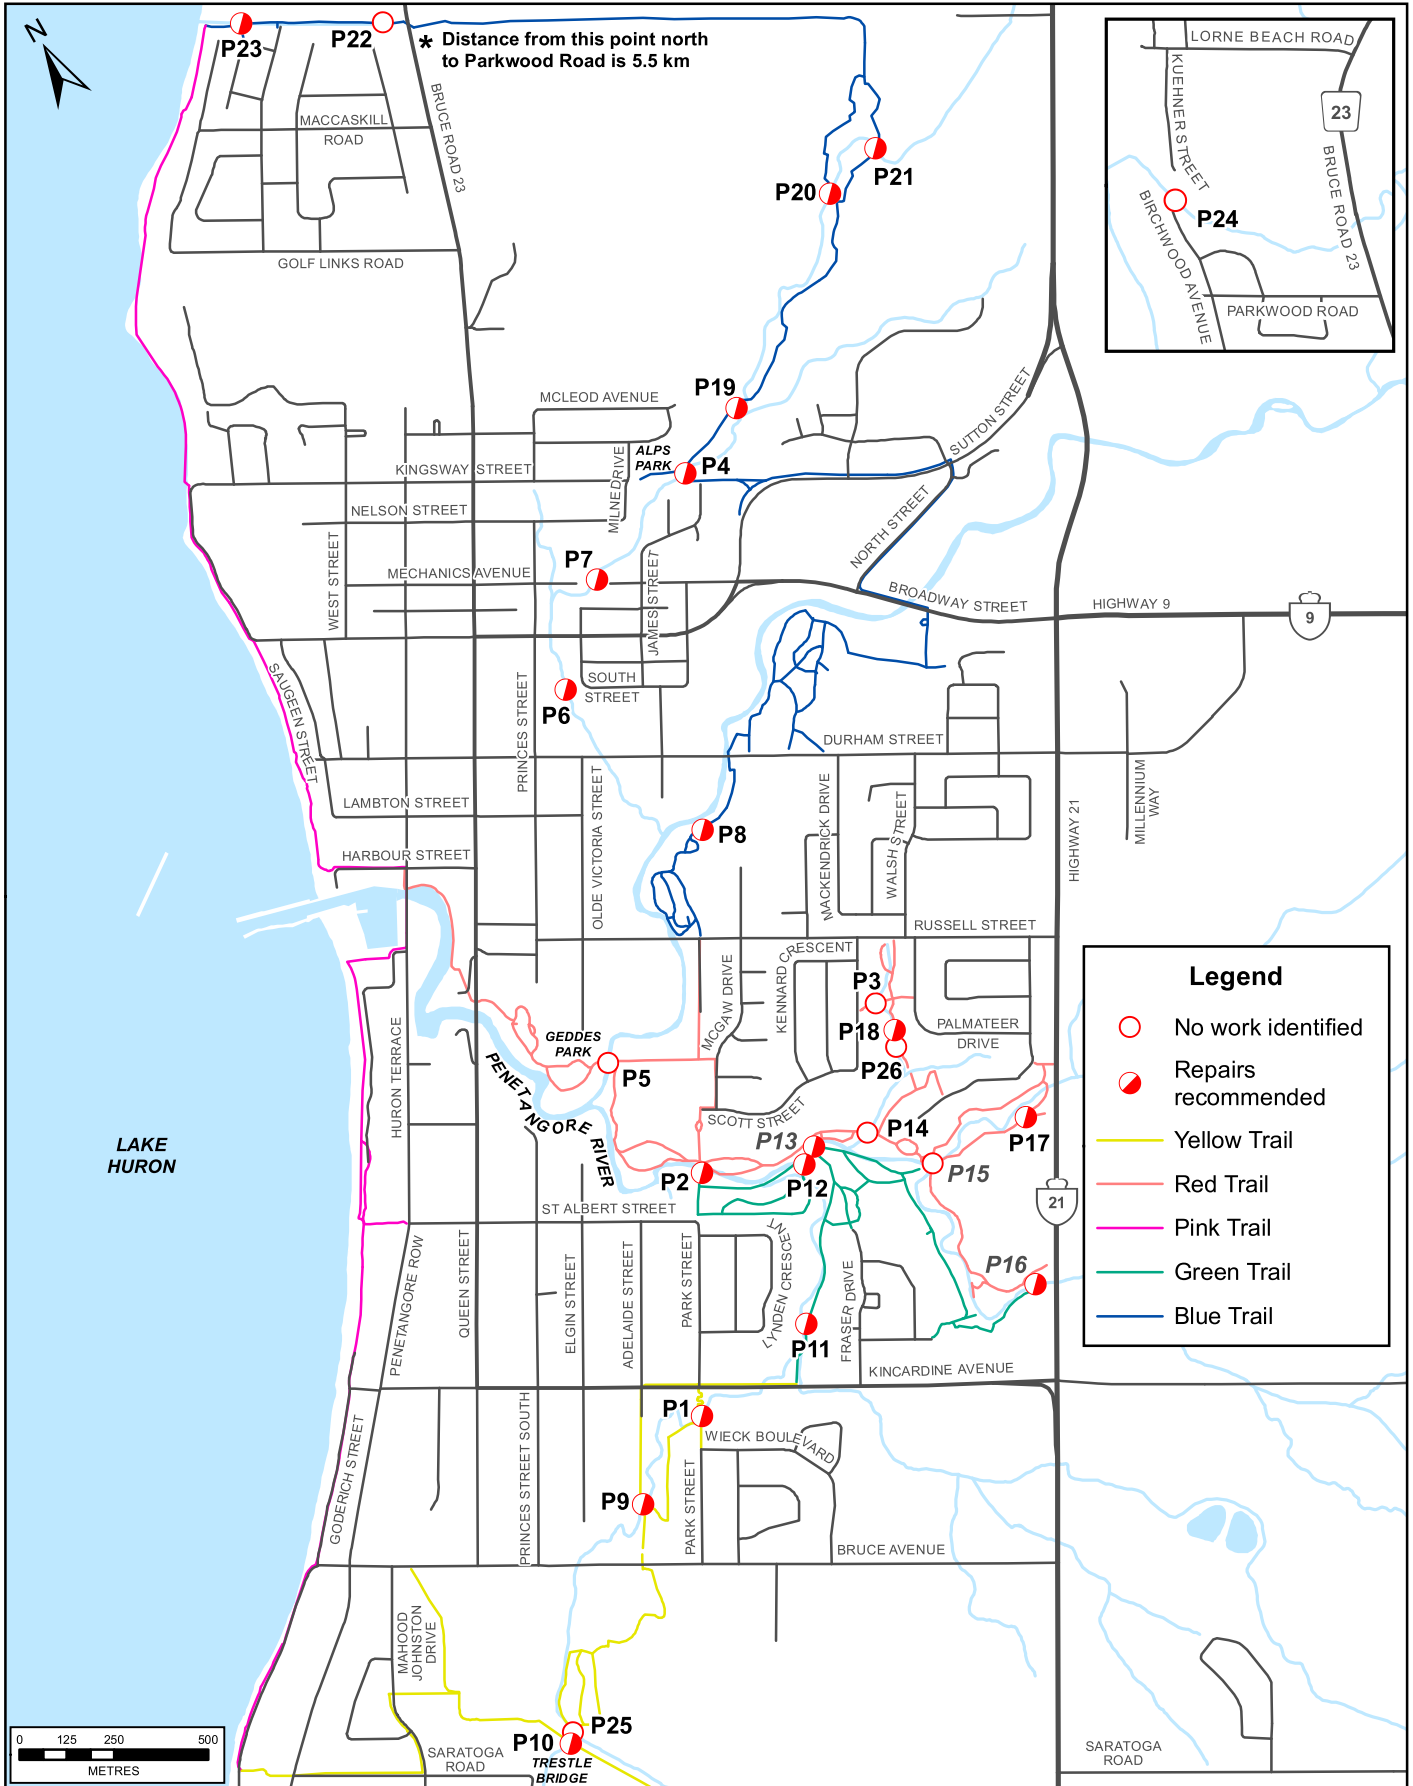 N
P23
P22
* Distance from this point north
to Parkwood Road is 5.5 km
BRUCE ROAD 23
MACCASKILL
ROAD
GOLF LINKS ROAD
P21
P20
LORNE BEACH ROAD
KUEHNER STREET
23
BRUCE ROAD 23
P24
BIRCHWOOD AVENUE
PARKWOOD ROAD
P19
MCLEOD AVENUE
SUTTON STREET
ALPS
PARK
P4
KINGSWAY STREET
MILNE DRIVE
NELSON STREET
NORTH STREET
WEST STREET
P7
MECHANICS AVENUE
JAMES STREET
BROADWAY STREET
HIGHWAY 9
9
SAUGEEN STREET
SOUTH
STREET
P6
PRINCES STREET
DURHAM STREET
LAMBTON STREET
OLDE VICTORIA STREET
P8
MACKENDRICK DRIVE
WALSH STREET
HIGHWAY 21
MILLENNIUM
WAY
HARBOUR STREET
RUSSELL STREET
MCGAW DRIVE
KENNARD CRESCENT
P3
P18
PALMATEER
DRIVE
P26
GEDDES
PARK
P5
PENETANGORE RIVER
HURON TERRACE
SCOTT STREET
P13
P14
P17
P15
P2
P12
LAKE
HURON
ST ALBERT STREET
21
P16
PENETANGORE ROW
QUEEN STREET
ELGIN STREET
ADELAIDE STREET
PARK STREET
LYNDEN CRESCENT
FRASER DRIVE
P11
KINCARDINE AVENUE
P1
WIECK BOULEVARD
GODERICH STREET
PRINCESS STREET SOUTH
P9
PARK STREET
BRUCE AVENUE
MAHOOD
JOHNSTON
DRIVE
P25
P10
TRESTLE
BRIDGE
SARATOGA
ROAD
SARATOGA
ROAD
0 125 250 500
METRES
Legend
No work identified
Repairs
recommended
Yellow Trail
Red Trail
Pink Trail
Green Trail
Blue Trail